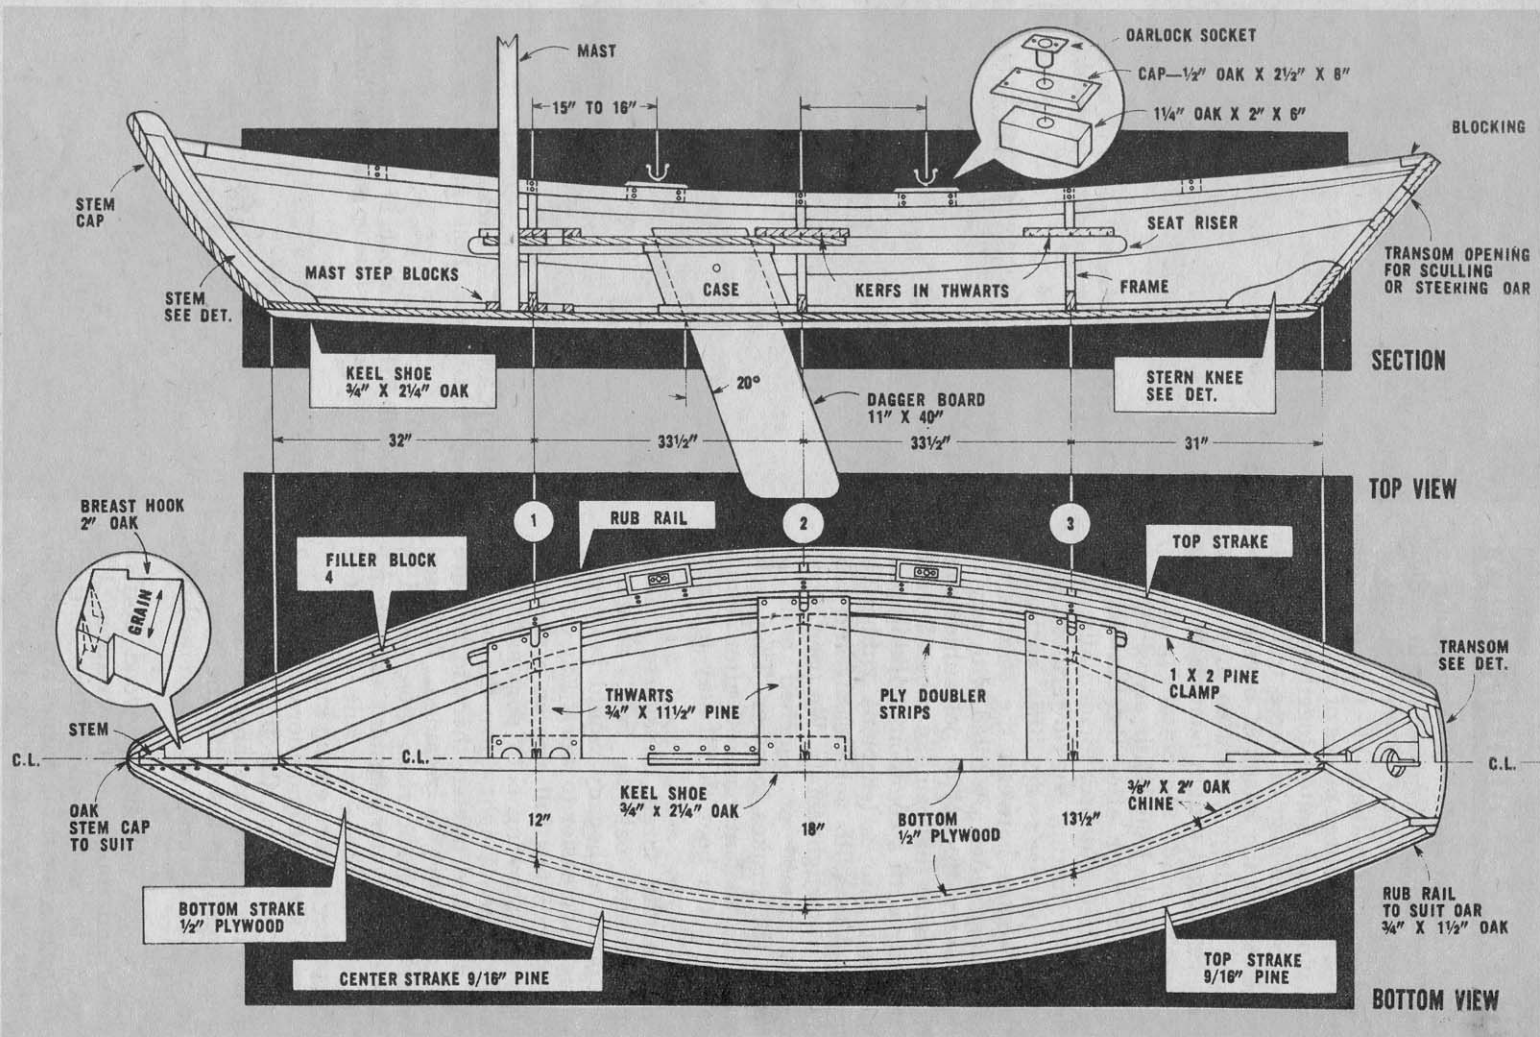 MAST
OARLOCK SOCKET
CAP—½" OAK X 2½" X 8"
1¼" OAK X 2" X 6"
15" TO 16"
BLOCKING
STEM
CAP
SEAT RISER
TRANSOM OPENING
FOR SCULLING
OR STEERING OAR
MAST STEP BLOCKS
STEM
SEE DET.
CASE
KERFS IN THWARTS
FRAME
SECTION
KEEL SHOE
¾" X 2¼" OAK
20°
DAGGER BOARD
11" X 40"
STERN KNEE
SEE DET.
32"
33½"
33½"
31"
TOP VIEW
BREAST HOOK
2" OAK
GRAIN
FILLER BLOCK
4
RUB RAIL
1
2
3
TOP STRAKE
TRANSOM
SEE DET.
THWARTS
¾" X 11½" PINE
PLY DOUBLER
STRIPS
1 X 2 PINE
CLAMP
STEM
C.L.
C.L.
C.L.
OAK
STEM CAP
TO SUIT
KEEL SHOE
¾" X 2¼" OAK
BOTTOM
½" PLYWOOD
⅜" X 2" OAK
CHINE
12"
18"
13½"
BOTTOM STRAKE
½" PLYWOOD
CENTER STRAKE 9/16" PINE
TOP STRAKE
9/16" PINE
RUB RAIL
TO SUIT OAR
¾" X 1½" OAK
BOTTOM VIEW